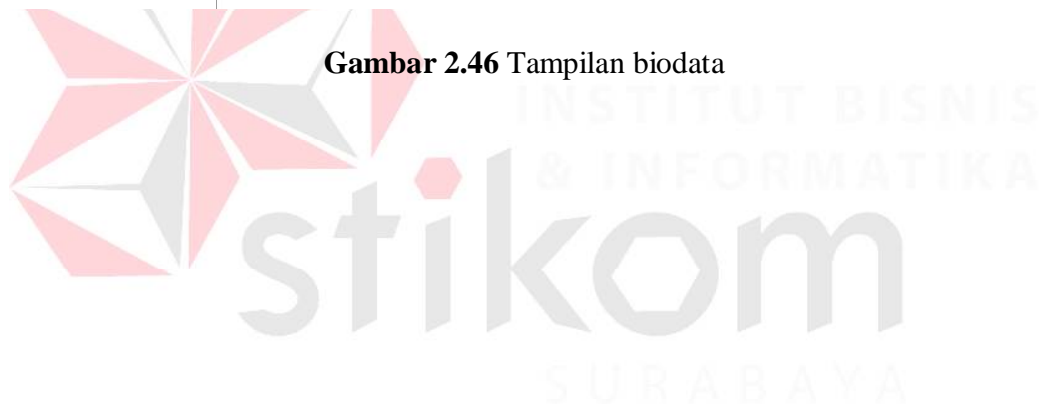 Gambar 2.46 Tampilan biodata
INSTITUT BISNIS
& INFORMATIKA
stikom
SURABAYA